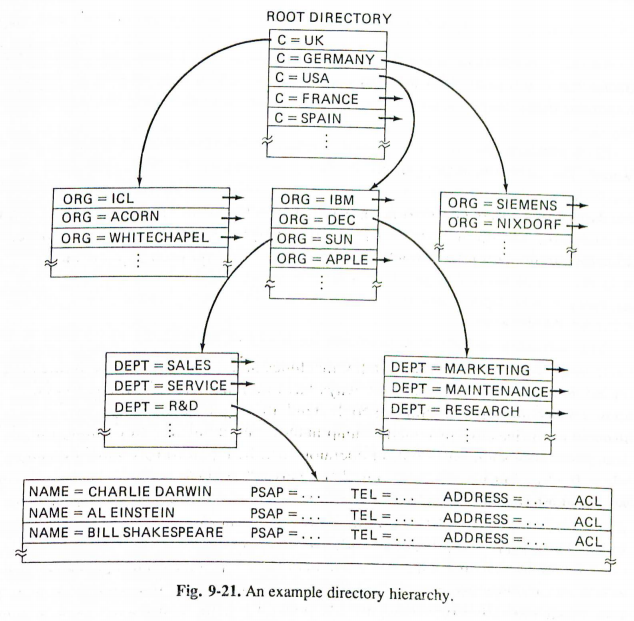 ROOT DIRECTORY
C = UK
C = GERMANY
C = USA
C = FRANCE
C = SPAIN
⋮
ORG = ICL
ORG = ACORN
ORG = WHITECHAPEL
⋮
ORG = IBM
ORG = DEC
ORG = SUN
ORG = APPLE
⋮
ORG = SIEMENS
ORG = NIXDORF
⋮
DEPT = SALES
DEPT = SERVICE
DEPT = R&D
⋮
DEPT = MARKETING
DEPT = MAINTENANCE
DEPT = RESEARCH
⋮
NAME = CHARLIE DARWIN PSAP = ... TEL = ... ADDRESS = ... ACL
NAME = AL EINSTEIN PSAP = ... TEL = ... ADDRESS = ... ACL
NAME = BILL SHAKESPEARE PSAP = ... TEL = ... ADDRESS = ... ACL
Fig. 9-21. An example directory hierarchy.